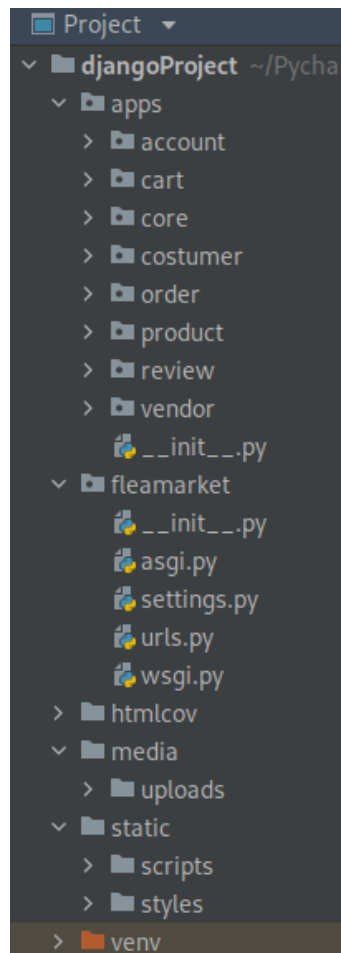 Project
djangoProject ~/Pycha
apps
account
cart
core
costumer
order
product
review
vendor
__init__.py
fleamarket
__init__.py
asgi.py
settings.py
urls.py
wsgi.py
htmlcov
media
uploads
static
scripts
styles
venv